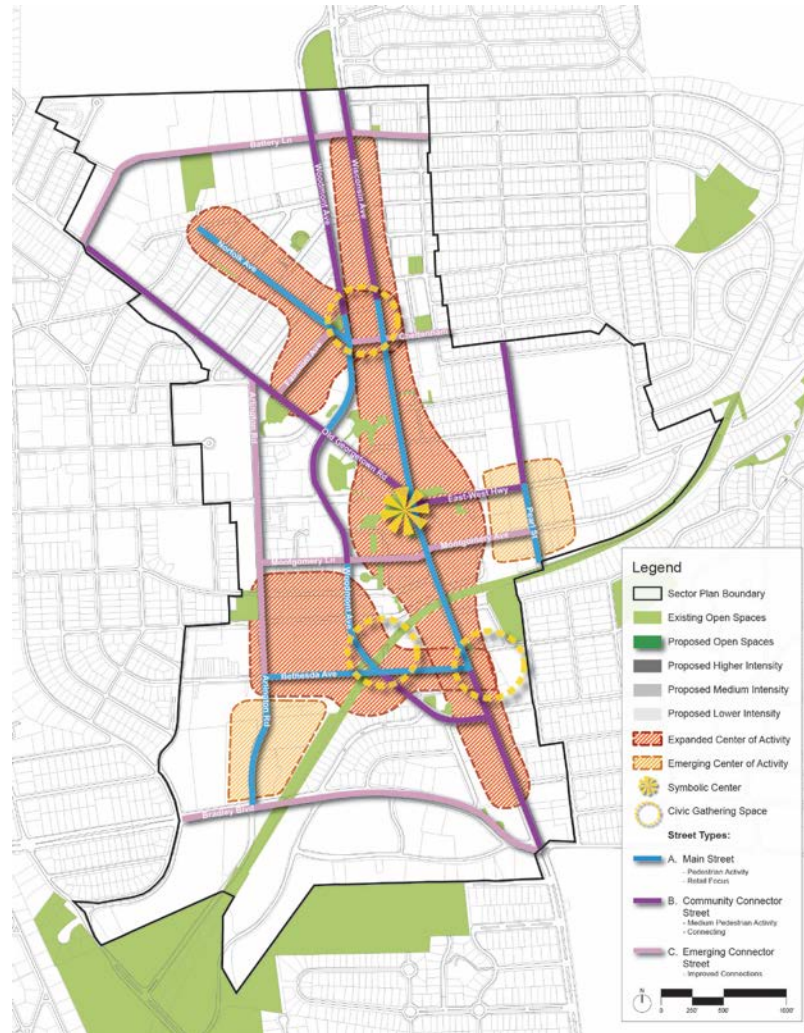 Battery Ln
Woodmont Ave
Wisconsin Ave
Norfolk Ave
Arlington Rd
Old Georgetown Rd
East-West Hwy
Pearl St
Montgomery Ave
Montgomery Ln
Woodmont Ave
Bethesda Ave
Arlington Rd
Bradley Blvd
Legend
Sector Plan Boundary
Existing Open Spaces
Proposed Open Spaces
Proposed Higher Intensity
Proposed Medium Intensity
Proposed Lower Intensity
Expanded Center of Activity
Emerging Center of Activity
Symbolic Center
Civic Gathering Space
Street Types:
A. Main Street
- Pedestrian Activity
- Retail Focus
B. Community Connector
Street
- Medium Pedestrian Activity
- Connecting
C. Emerging Connector
Street
- Improved Connections
N
0 250' 500' 1000'